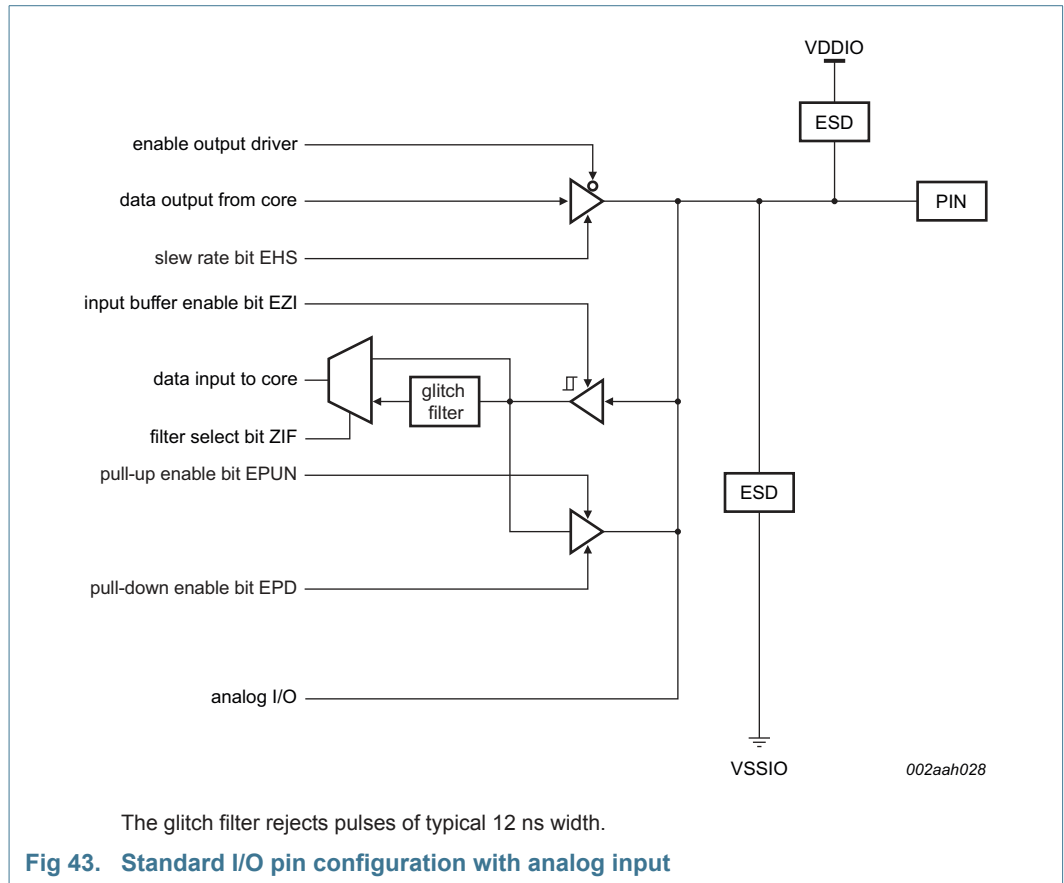 VDDIO
ESD
enable output driver
data output from core
PIN
slew rate bit EHS
input buffer enable bit EZI
data input to core
glitch
filter
filter select bit ZIF
pull-up enable bit EPUN
ESD
pull-down enable bit EPD
analog I/O
VSSIO
002aah028
The glitch filter rejects pulses of typical 12 ns width.
Fig 43. Standard I/O pin configuration with analog input